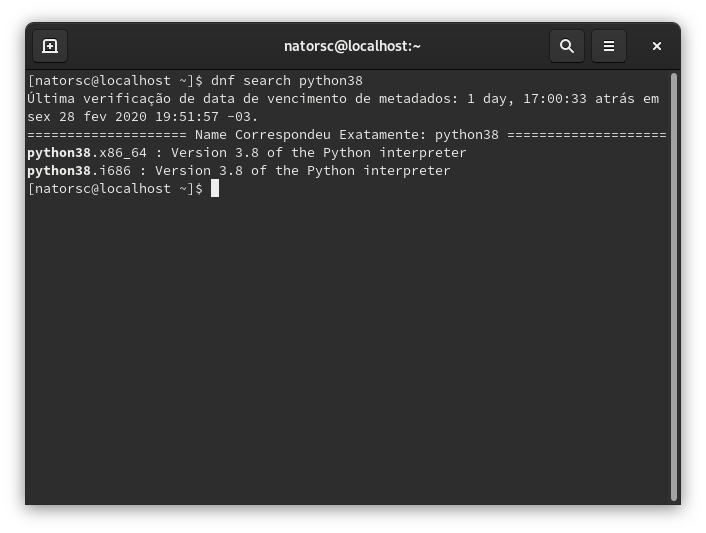 natorsc@localhost:~
[natorsc@localhost ~]$ dnf search python38
Última verificação de data de vencimento de metadados: 1 day, 17:00:33 atrás em
sex 28 fev 2020 19:51:57 -03.
==================== Name Correspondeu Exatamente: python38 ====================
python38.x86_64 : Version 3.8 of the Python interpreter
python38.i686 : Version 3.8 of the Python interpreter
[natorsc@localhost ~]$